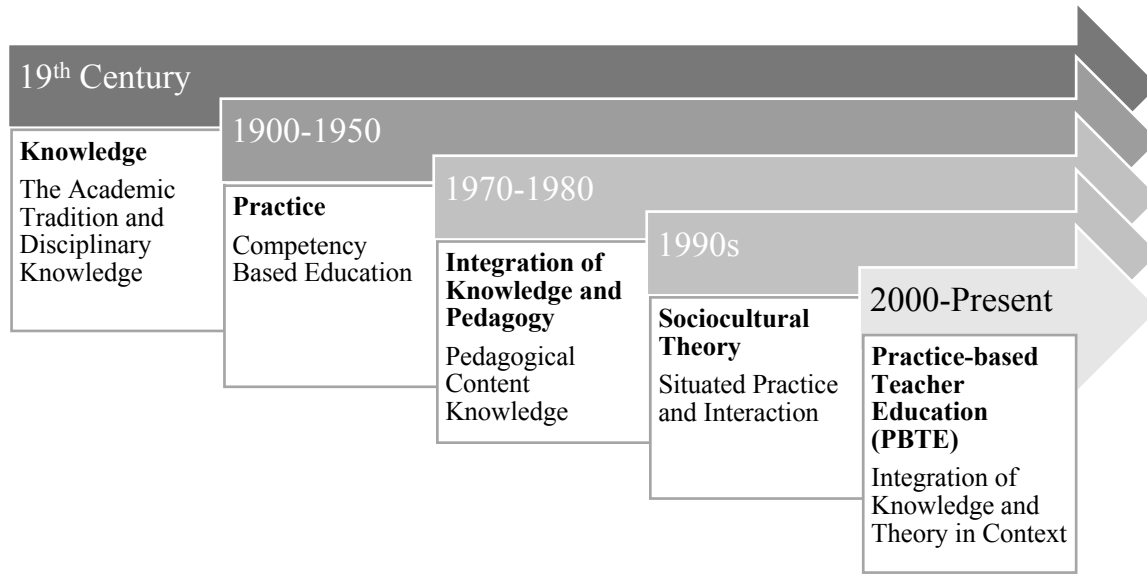 19th Century
Knowledge
The Academic
Tradition and
Disciplinary
Knowledge
1900-1950
Practice
Competency
Based Education
1970-1980
Integration of
Knowledge and
Pedagogy
Pedagogical
Content
Knowledge
1990s
Sociocultural
Theory
Situated Practice
and Interaction
2000-Present
Practice-based
Teacher
Education
(PBTE)
Integration of
Knowledge and
Theory in Context